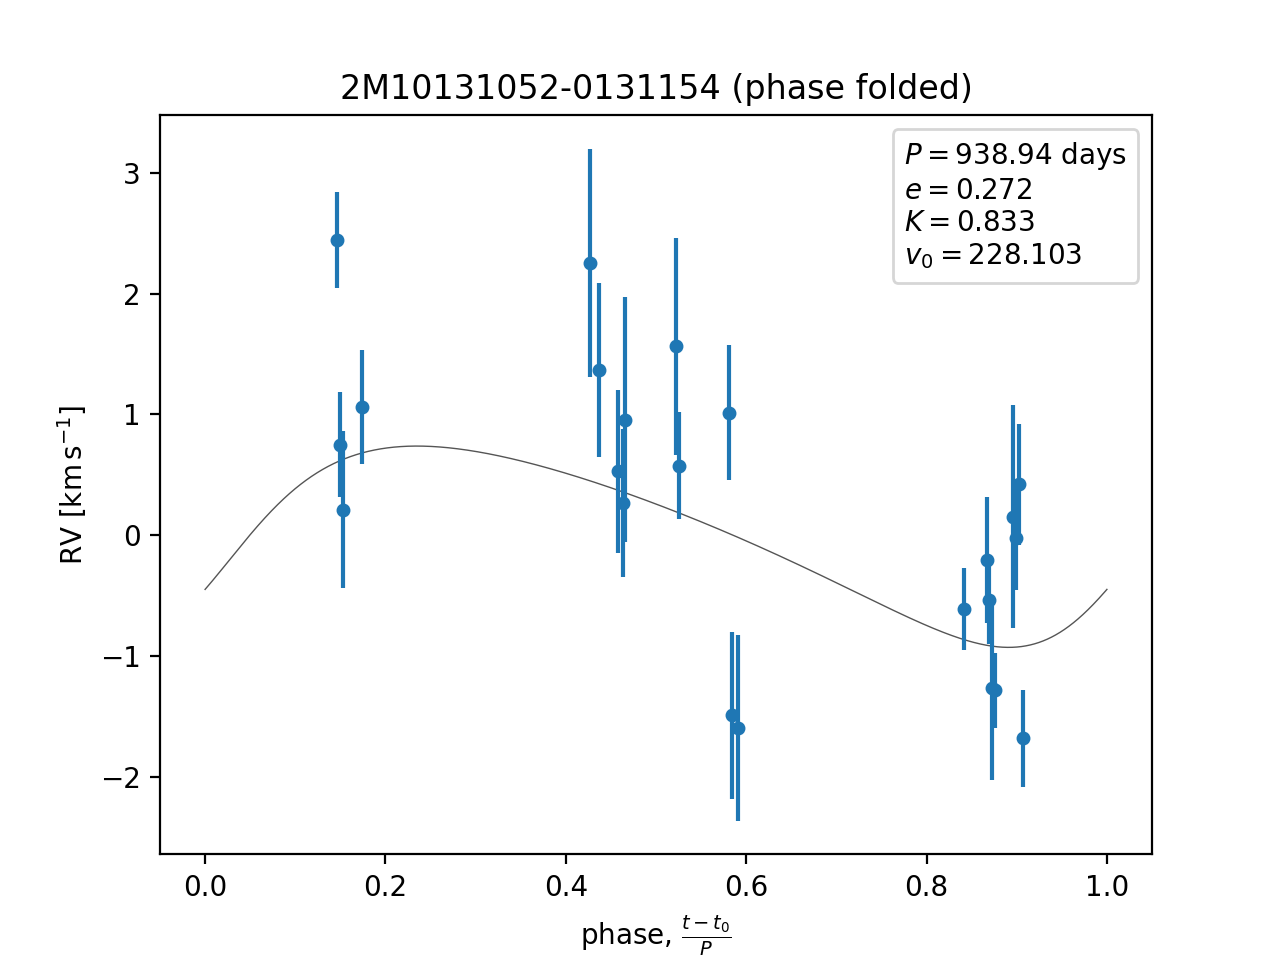 2M10131052-0131154 (phase folded)
P = 938.94 days
e = 0.272
K = 0.833
v₀ = 228.103
RV [km s⁻¹]
3
2
1
0
−1
−2
0.0 0.2 0.4 0.6 0.8 1.0
phase, (t − t₀)/P